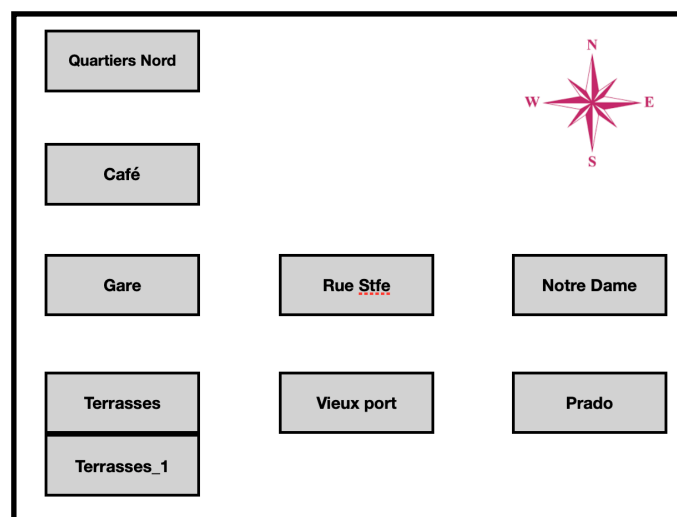 Quartiers Nord
N
W
E
S
Café
Gare
Rue Stfe
Notre Dame
Terrasses
Vieux port
Prado
Terrasses_1